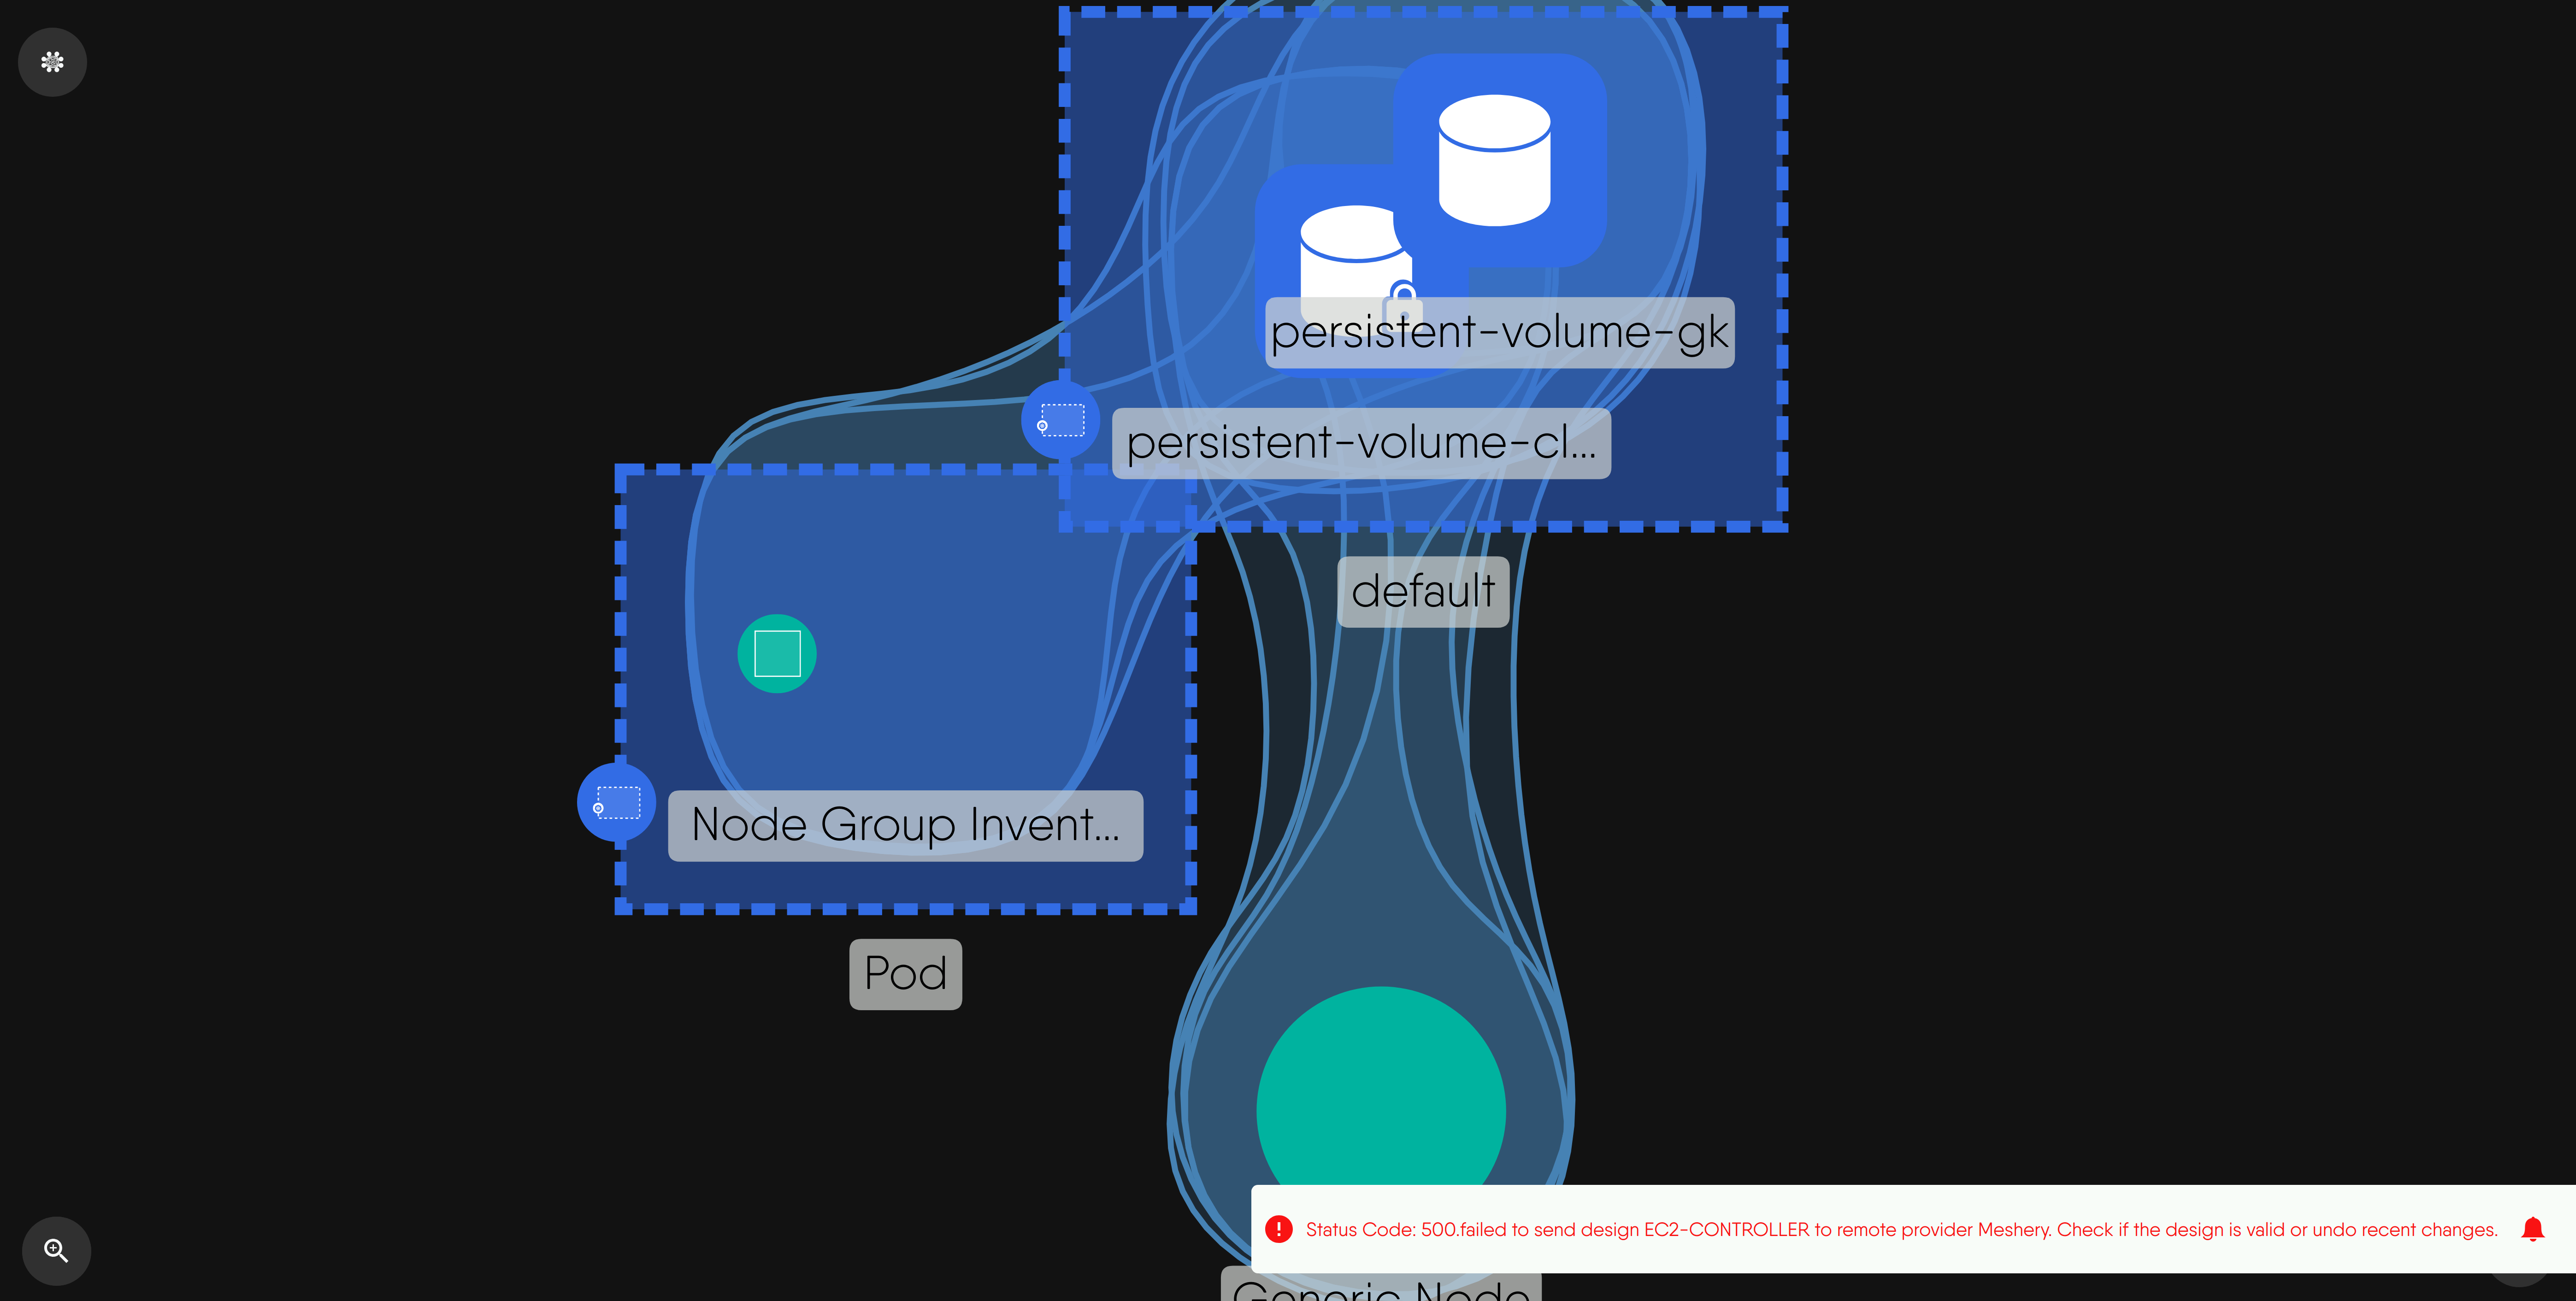 persistent-volume-gk
persistent-volume-cl...
default
Node Group Invent...
Pod
Status Code: 500.failed to send design EC2-CONTROLLER to remote provider Meshery. Check if the design is valid or undo recent changes.
Generic Node